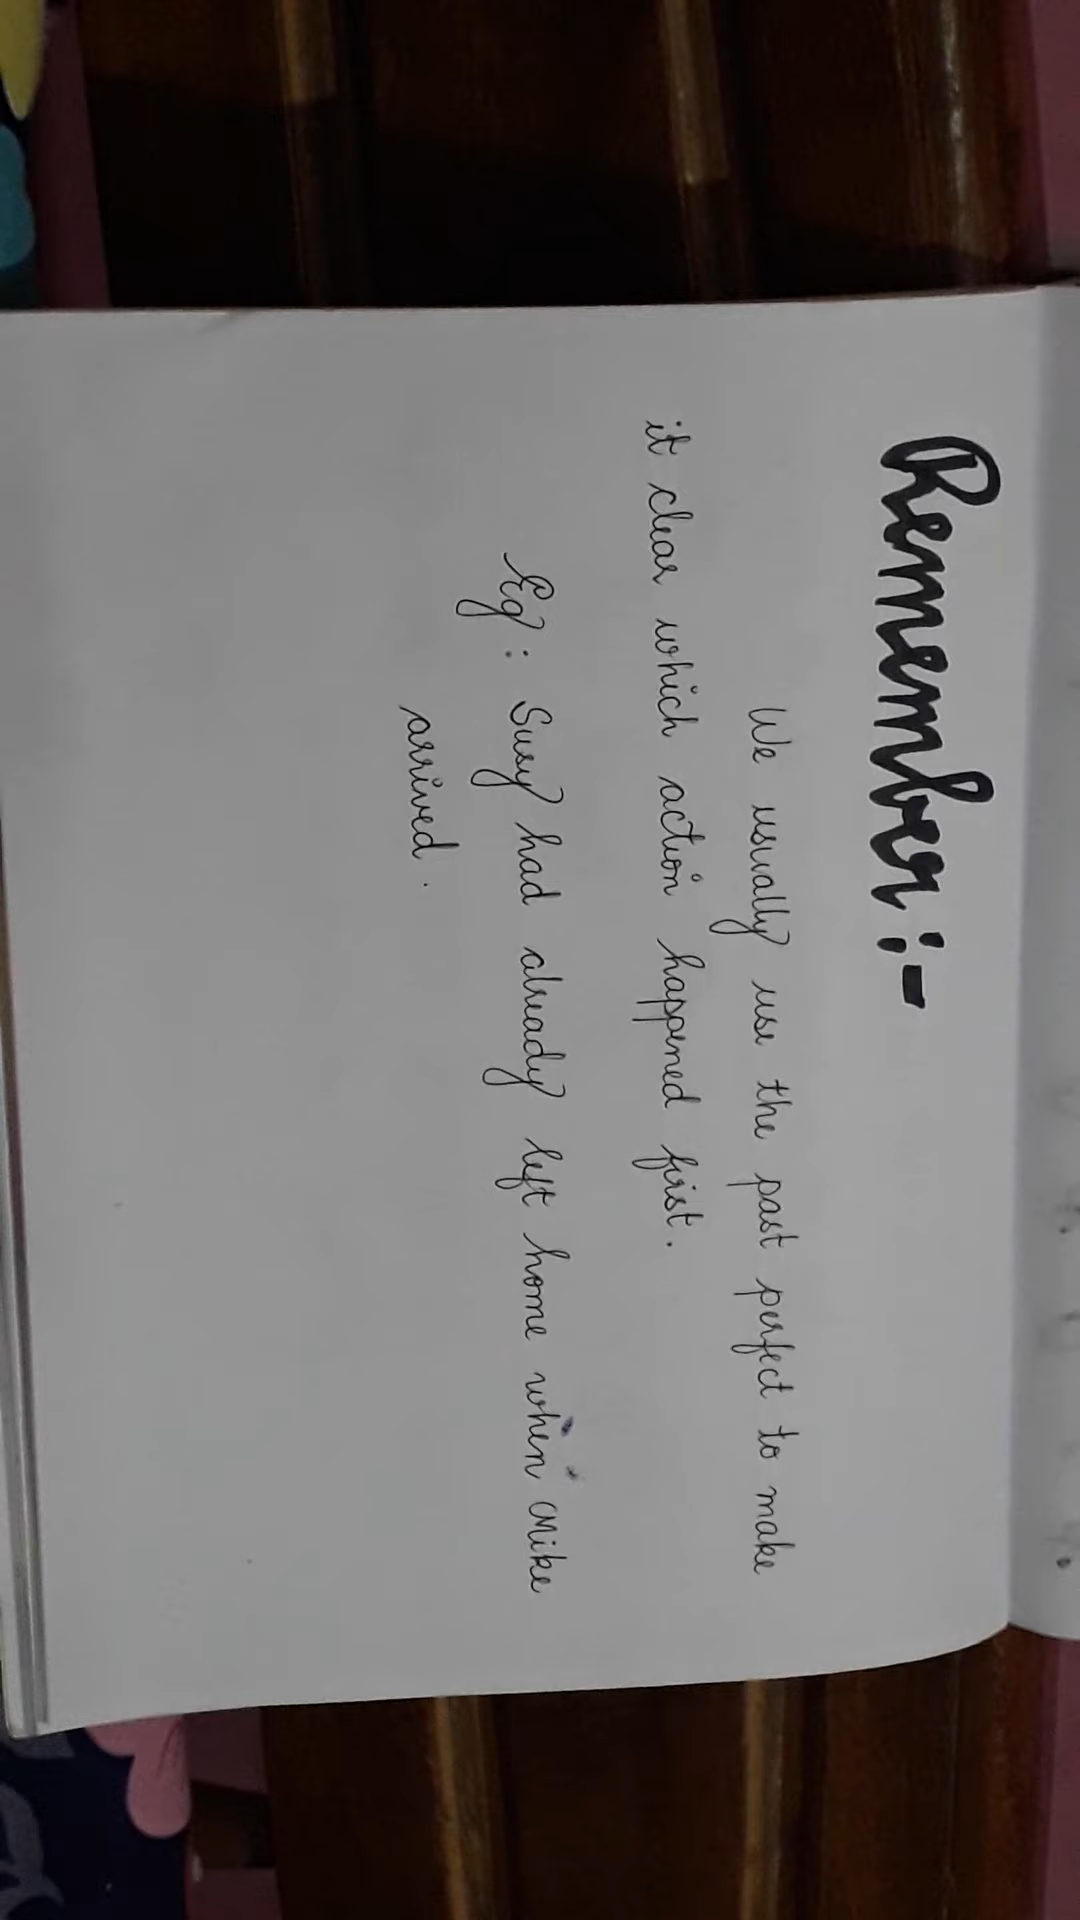 Remember :-
We usually use the past perfect to make
it clear which action happened first.
Eg : Susy had already left home when Mike
arrived.